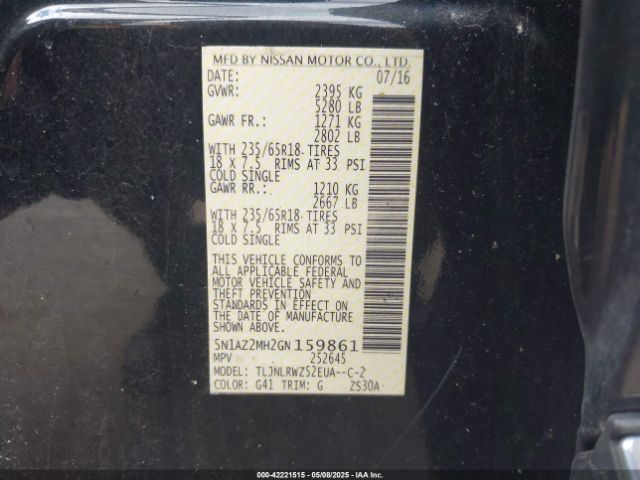 MFD BY NISSAN MOTOR CO., LTD.
DATE: 07/16
GVWR: 2395 KG
5280 LB
GAWR FR.: 1271 KG
2802 LB
WITH 235/65R18 TIRES
18 X 7.5 RIMS AT 33 PSI
COLD SINGLE
GAWR RR.: 1210 KG
2667 LB
WITH 235/65R18 TIRES
18 X 7.5 RIMS AT 33 PSI
COLD SINGLE
THIS VEHICLE CONFORMS TO
ALL APPLICABLE FEDERAL
MOTOR VEHICLE SAFETY AND
THEFT PREVENTION
STANDARDS IN EFFECT ON
THE DATE OF MANUFACTURE
SHOWN ABOVE.
5N1AZ2MH2GN159861
MPV 252645
MODEL: TLJNLRWZ52EUA--C-2
COLOR: G41 TRIM: G ZS30A
000-42221515 - 05/08/2025 - IAA Inc.